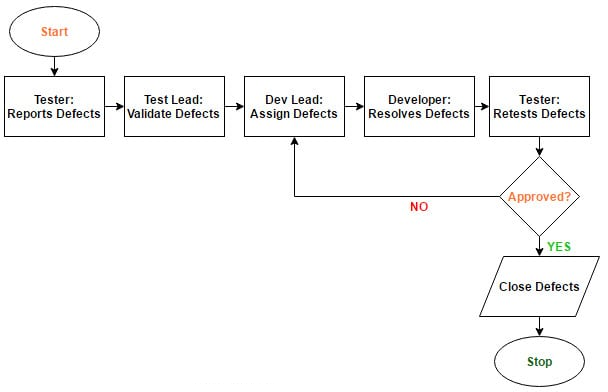 Start
Tester:
Reports Defects
Test Lead:
Validate Defects
Dev Lead:
Assign Defects
Developer:
Resolves Defects
Tester:
Retests Defects
Approved?
NO
YES
Close Defects
Stop